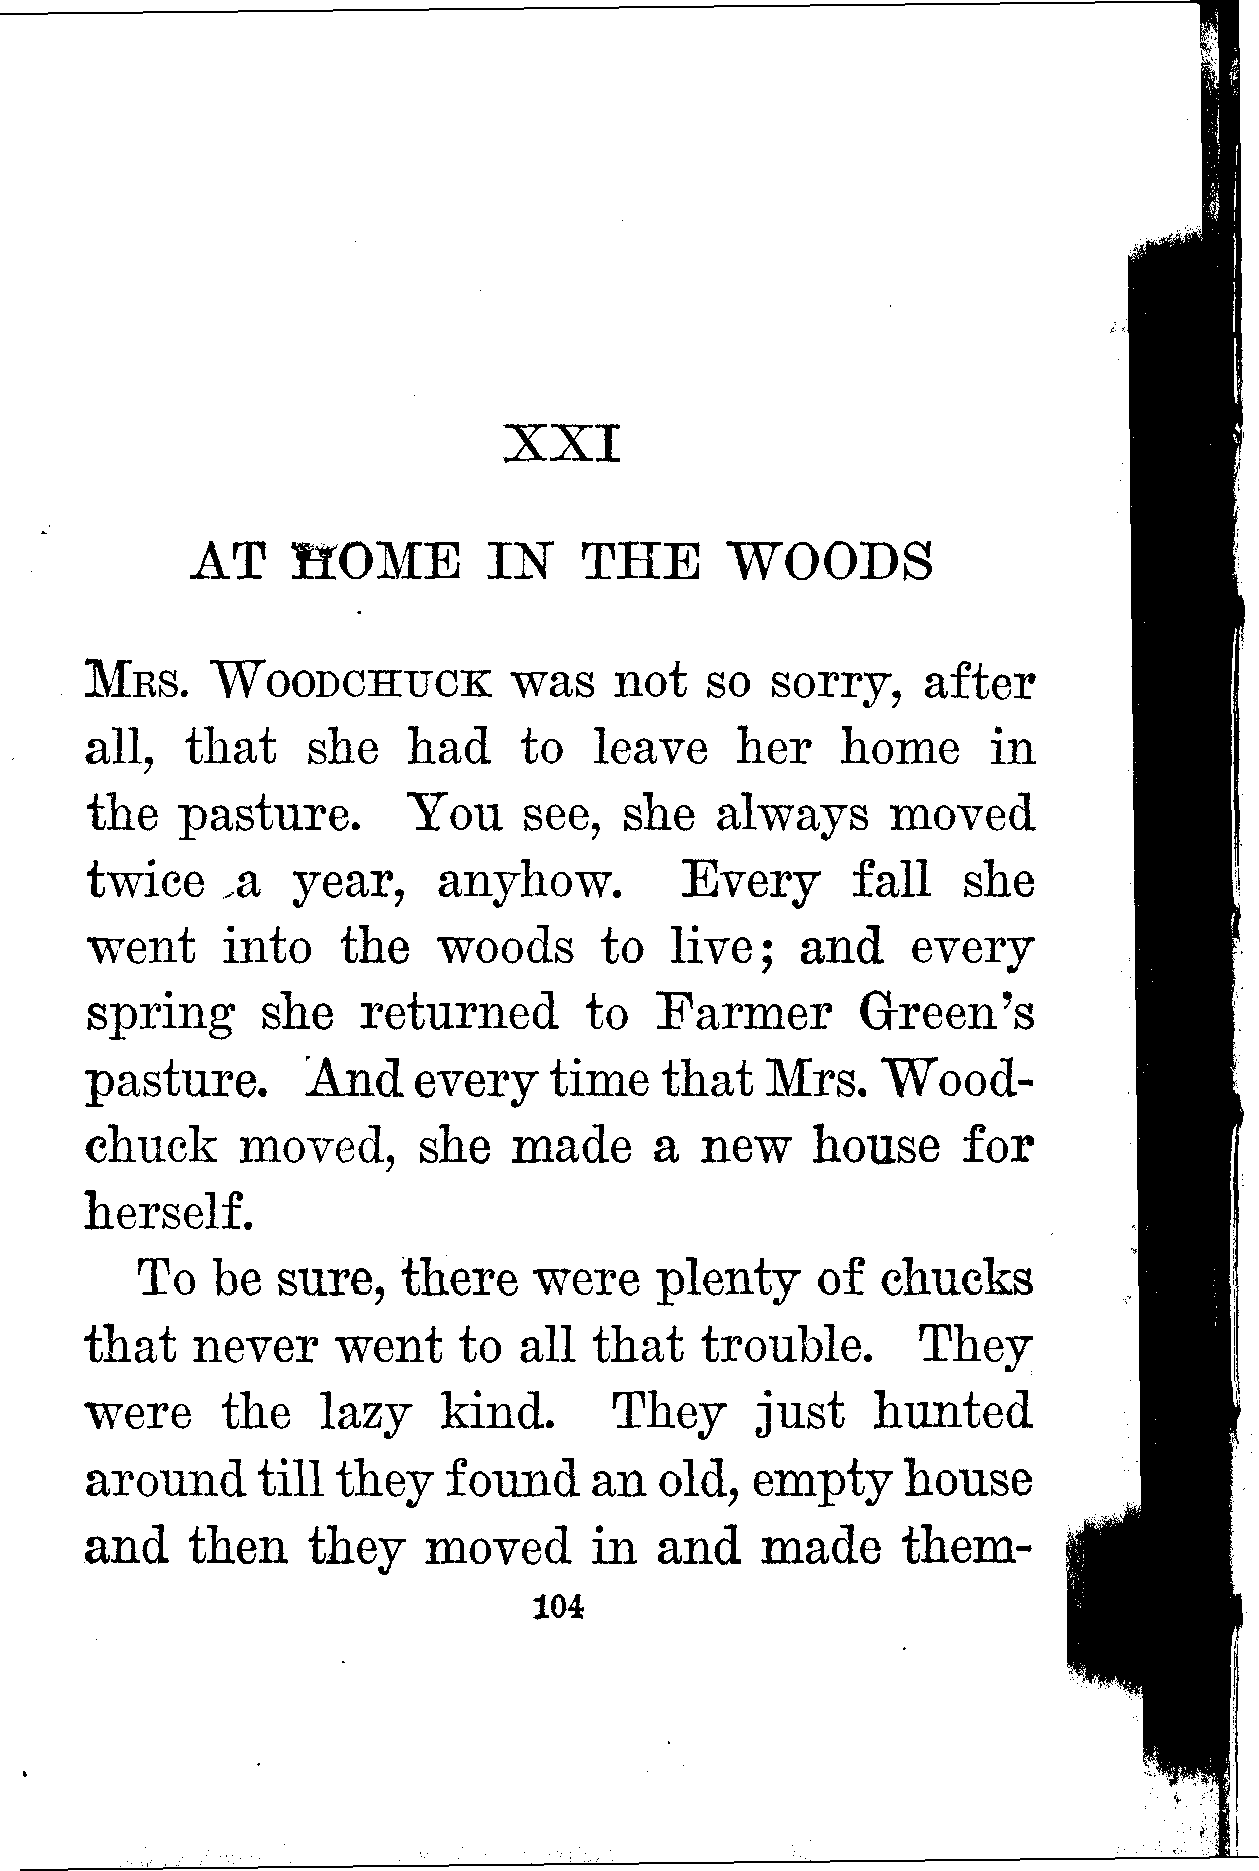 XXI
AT HOME IN THE WOODS
MRS. WOODCHUCK was not so sorry, after
all, that she had to leave her home in
the pasture. You see, she always moved
twice a year, anyhow. Every fall she
went into the woods to live; and every
spring she returned to Farmer Green's
pasture. And every time that Mrs. Wood-
chuck moved, she made a new house for
herself.
To be sure, there were plenty of chucks
that never went to all that trouble. They
were the lazy kind. They just hunted
around till they found an old, empty house
and then they moved in and made them-
104